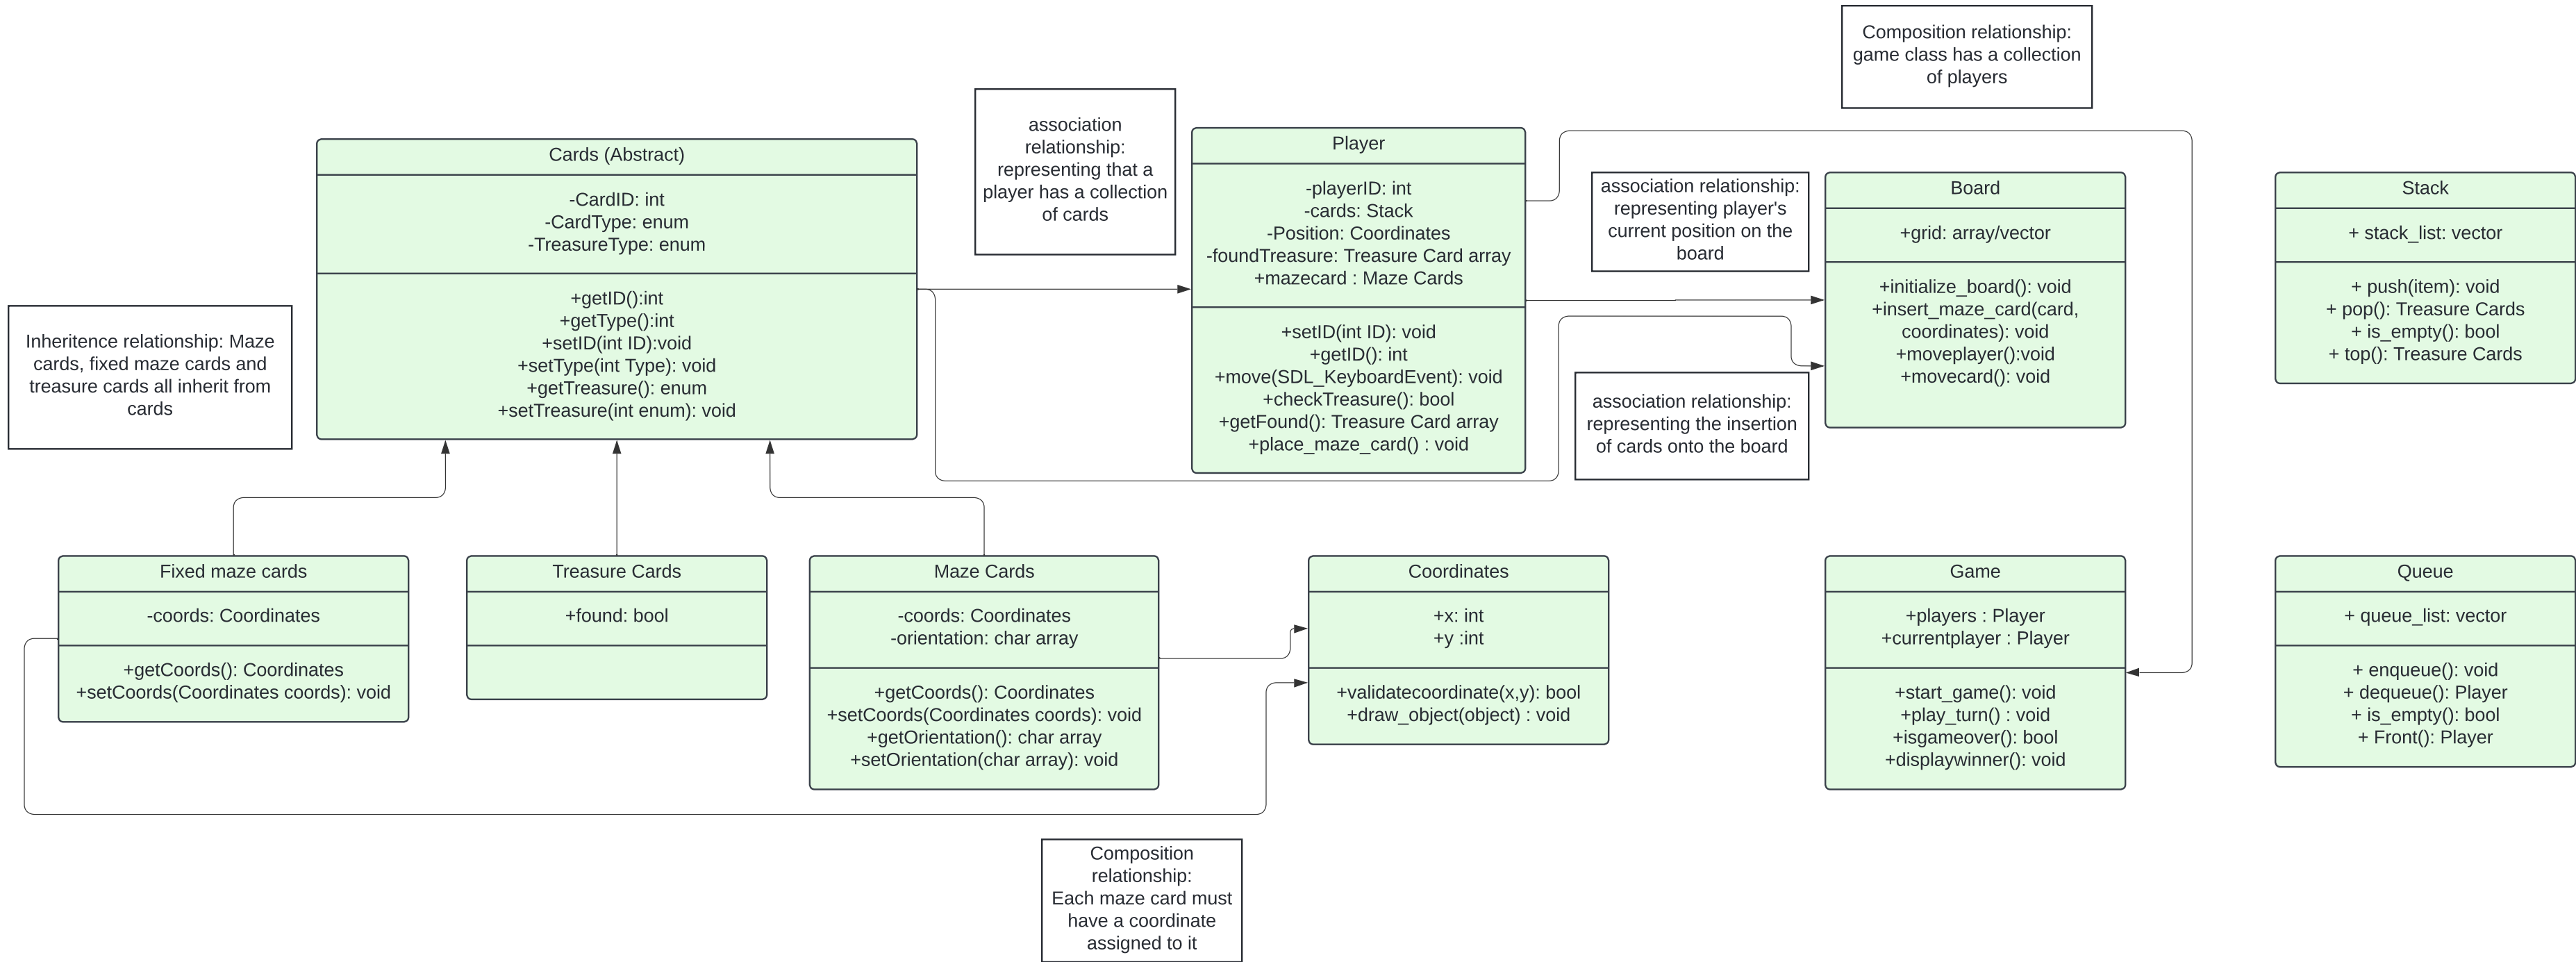 Composition relationship:
game class has a collection
of players
association
relationship:
representing that a
player has a collection
of cards
Cards (Abstract)
-CardID: int
-CardType: enum
-TreasureType: enum
+getID():int
+getType():int
+setID(int ID):void
+setType(int Type): void
+getTreasure(): enum
+setTreasure(int enum): void
Player
-playerID: int
-cards: Stack
-Position: Coordinates
-foundTreasure: Treasure Card array
+mazecard : Maze Cards
+setID(int ID): void
+getID(): int
+move(SDL_KeyboardEvent): void
+checkTreasure(): bool
+getFound(): Treasure Card array
+place_maze_card() : void
association relationship:
representing player's
current position on the
board
Board
+grid: array/vector
+initialize_board(): void
+insert_maze_card(card,
coordinates): void
+moveplayer():void
+movecard(): void
Stack
+ stack_list: vector
+ push(item): void
+ pop(): Treasure Cards
+ is_empty(): bool
+ top(): Treasure Cards
Inheritence relationship: Maze
cards, fixed maze cards and
treasure cards all inherit from
cards
association relationship:
representing the insertion
of cards onto the board
Fixed maze cards
-coords: Coordinates
+getCoords(): Coordinates
+setCoords(Coordinates coords): void
Treasure Cards
+found: bool
Maze Cards
-coords: Coordinates
-orientation: char array
+getCoords(): Coordinates
+setCoords(Coordinates coords): void
+getOrientation(): char array
+setOrientation(char array): void
Coordinates
+x: int
+y :int
+validatecoordinate(x,y): bool
+draw_object(object) : void
Game
+players : Player
+currentplayer : Player
+start_game(): void
+play_turn() : void
+isgameover(): bool
+displaywinner(): void
Queue
+ queue_list: vector
+ enqueue(): void
+ dequeue(): Player
+ is_empty(): bool
+ Front(): Player
Composition
relationship:
Each maze card must
have a coordinate
assigned to it